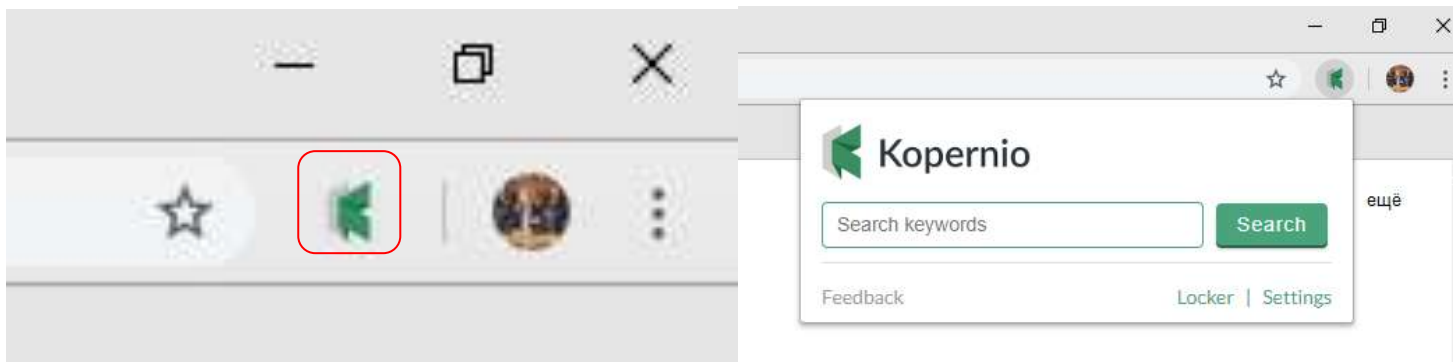 Kopernio
ещё
Search keywords Search
Feedback Locker | Settings